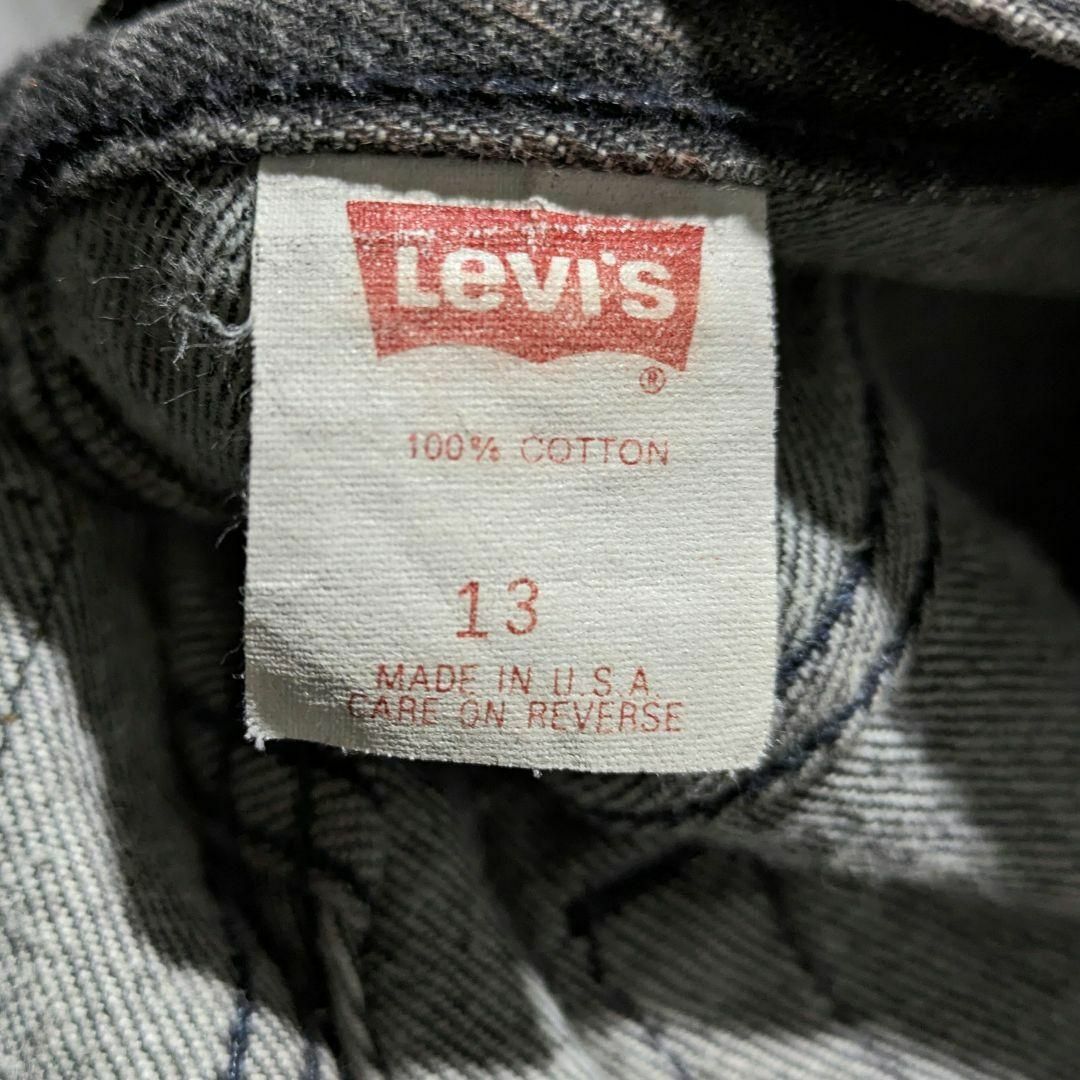 Levi's
®
100% COTTON
13
MADE IN U.S.A.
CARE ON REVERSE